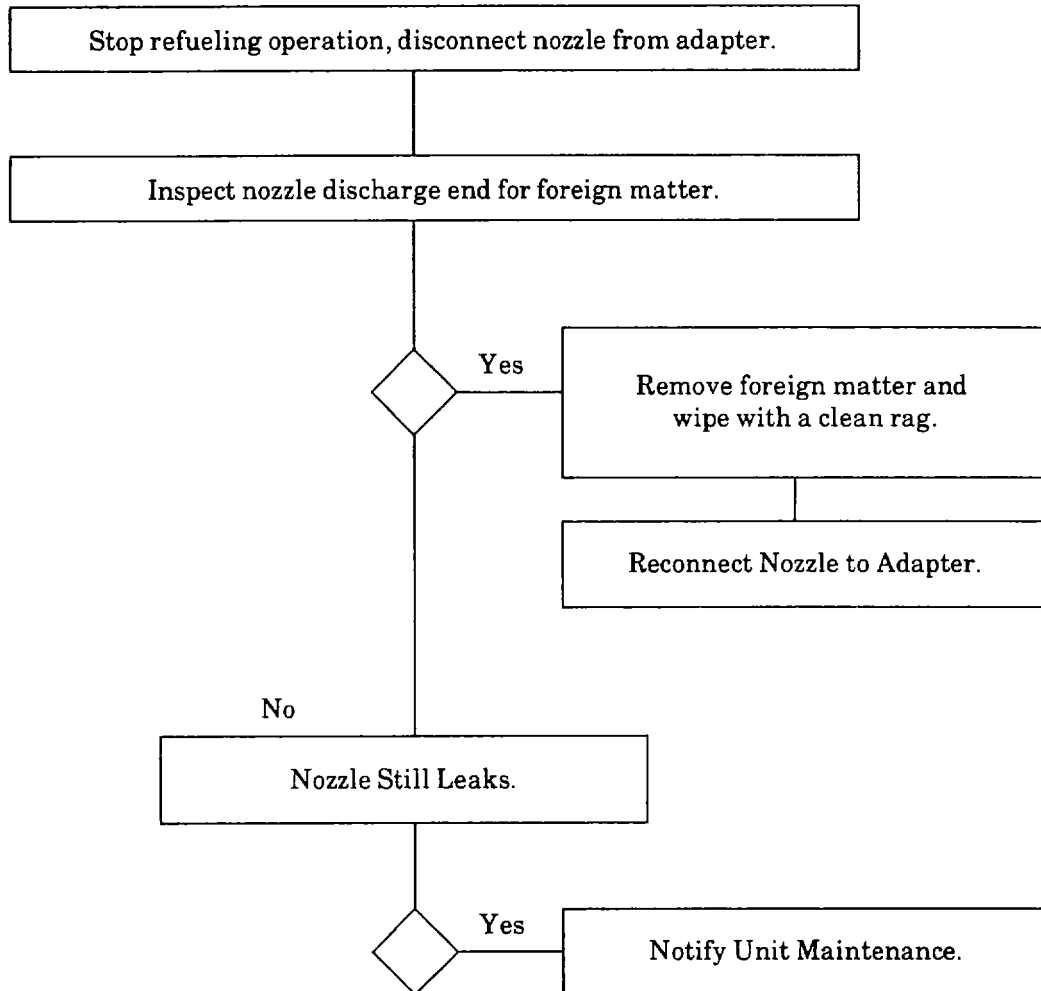 Stop refueling operation, disconnect nozzle from adapter.
Inspect nozzle discharge end for foreign matter.
Yes
Remove foreign matter and
wipe with a clean rag.
Reconnect Nozzle to Adapter.
No
Nozzle Still Leaks.
Yes
Notify Unit Maintenance.